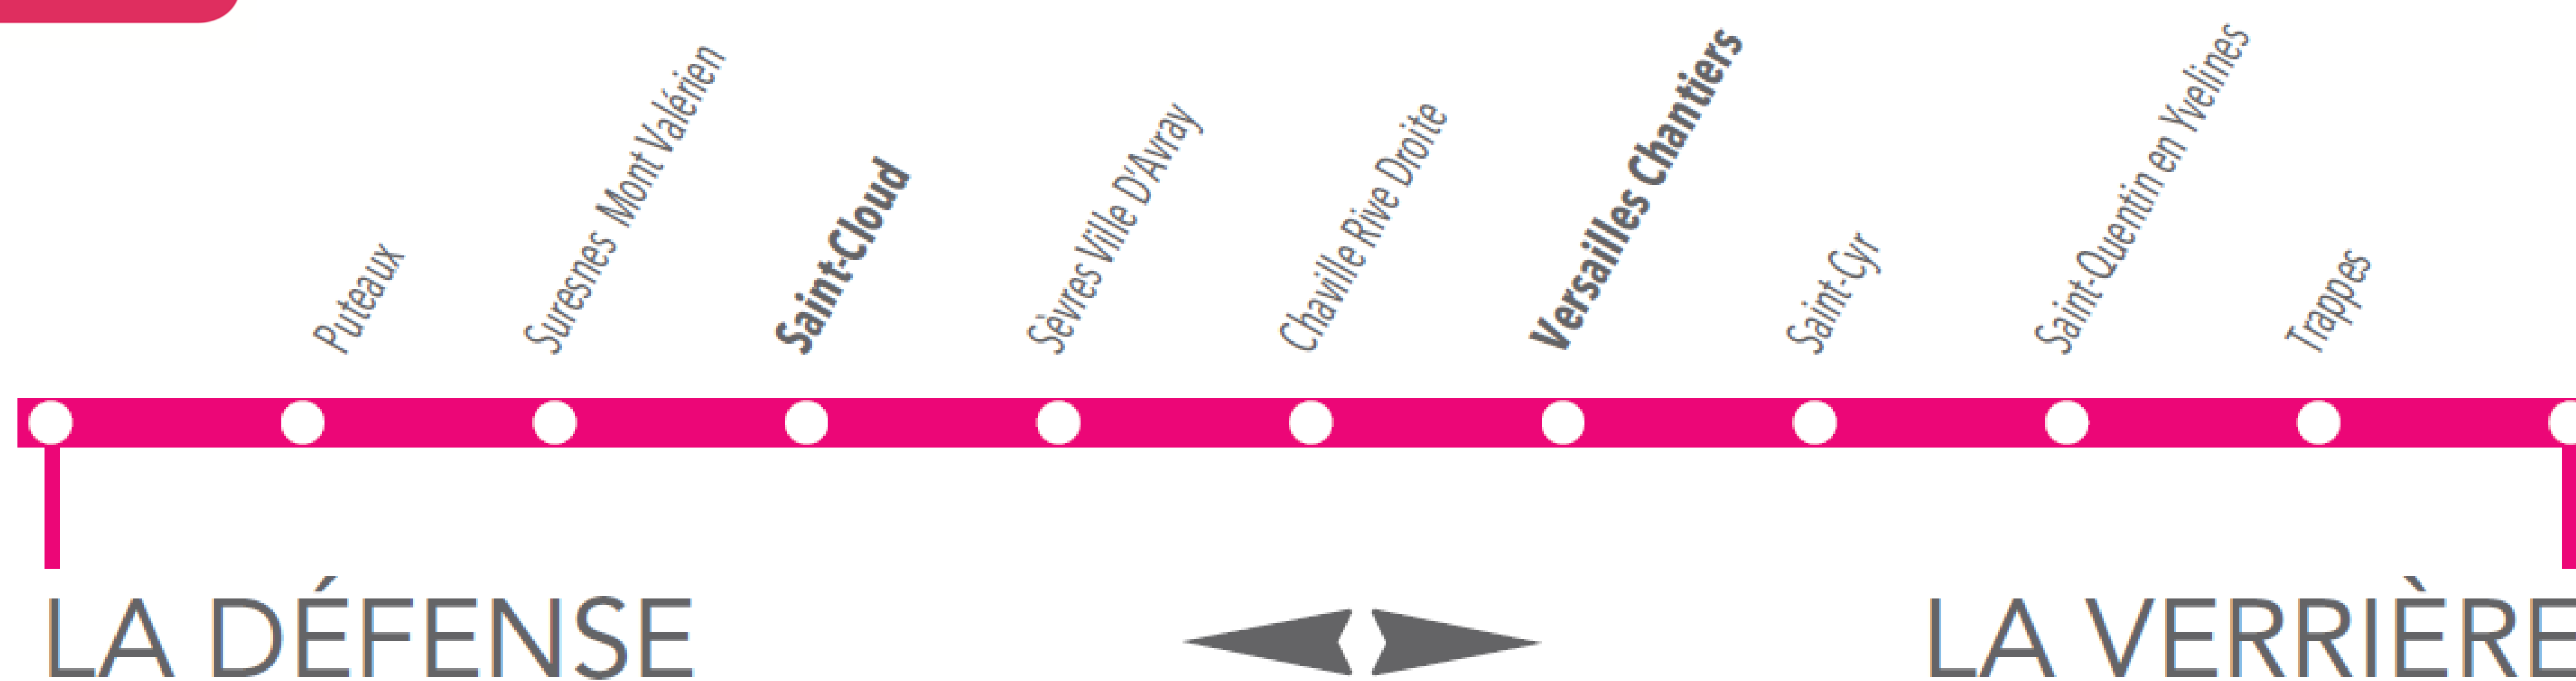 Puteaux
Suresnes Mont Valérien
Saint-Cloud
Sèvres Ville D'Avray
Chaville Rive Droite
Versailles Chantiers
Saint-Cyr
Saint-Quentin en Yvelines
Trappes
LA DÉFENSE
LA VERRIÈRE